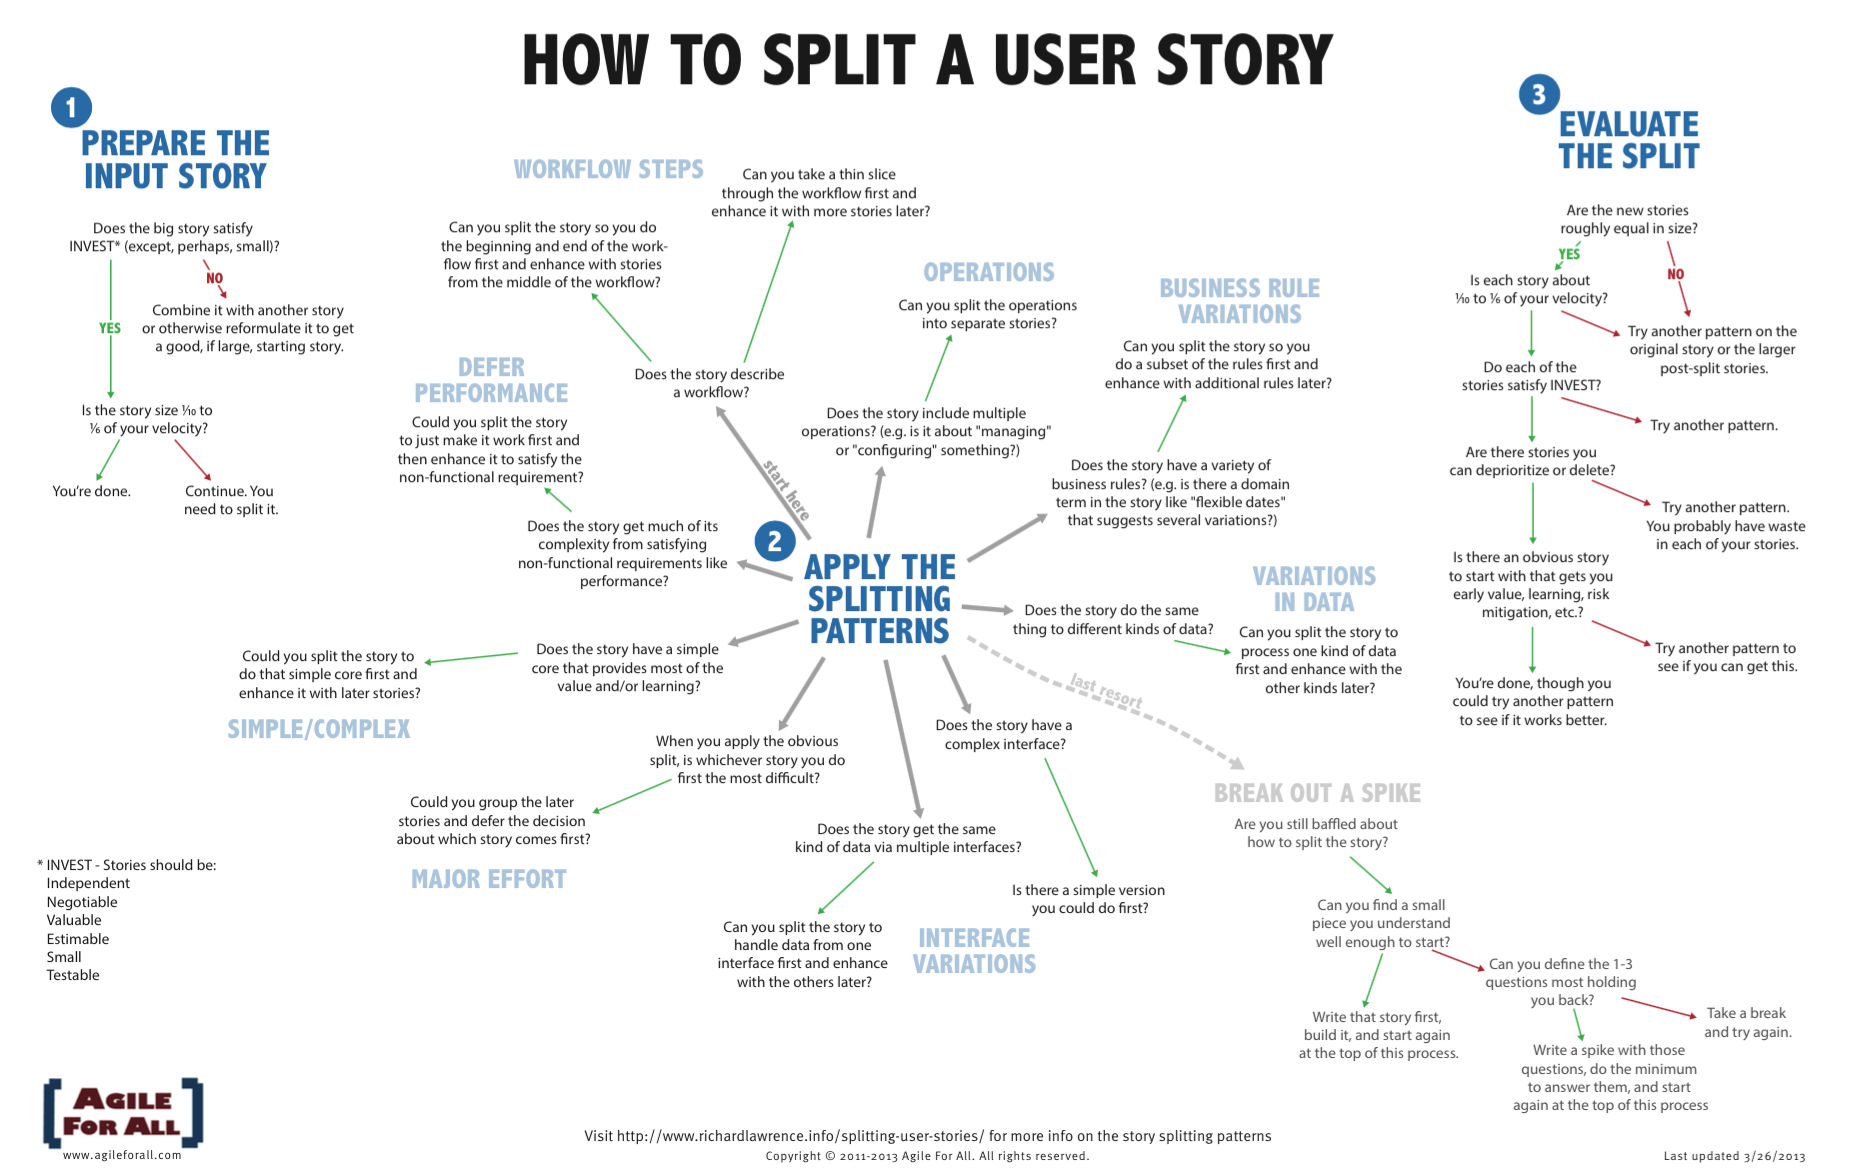 HOW TO SPLIT A USER STORY
1
PREPARE THE
INPUT STORY
Does the big story satisfy
INVEST* (except, perhaps, small)?
NO
Combine it with another story
or otherwise reformulate it to get
a good, if large, starting story.
YES
Is the story size 1/10 to
1/6 of your velocity?
You're done.
Continue. You
need to split it.
* INVEST - Stories should be:
Independent
Negotiable
Valuable
Estimable
Small
Testable
2
APPLY THE
SPLITTING
PATTERNS
start here
WORKFLOW STEPS
Does the story describe
a workflow?
Can you split the story so you do
the beginning and end of the work-
flow first and enhance with stories
from the middle of the workflow?
Can you take a thin slice
through the workflow first and
enhance it with more stories later?
OPERATIONS
Can you split the operations
into separate stories?
Does the story include multiple
operations? (e.g. is it about "managing"
or "configuring" something?)
BUSINESS RULE
VARIATIONS
Can you split the story so you
do a subset of the rules first and
enhance with additional rules later?
Does the story have a variety of
business rules? (e.g. is there a domain
term in the story like "flexible dates"
that suggests several variations?)
VARIATIONS
IN DATA
Does the story do the same
thing to different kinds of data?
Can you split the story to
process one kind of data
first and enhance with the
other kinds later?
Does the story have a
complex interface?
Is there a simple version
you could do first?
Does the story get the same
kind of data via multiple interfaces?
Can you split the story to
handle data from one
interface first and enhance
with the others later?
INTERFACE
VARIATIONS
When you apply the obvious
split, is whichever story you do
first the most difficult?
Could you group the later
stories and defer the decision
about which story comes first?
MAJOR EFFORT
Does the story have a simple
core that provides most of the
value and/or learning?
Could you split the story to
do that simple core first and
enhance it with later stories?
SIMPLE/COMPLEX
DEFER
PERFORMANCE
Could you split the story
to just make it work first and
then enhance it to satisfy the
non-functional requirement?
Does the story get much of its
complexity from satisfying
non-functional requirements like
performance?
last resort
BREAK OUT A SPIKE
Are you still baffled about
how to split the story?
Can you find a small
piece you understand
well enough to start?
Write that story first,
build it, and start again
at the top of this process.
Can you define the 1-3
questions most holding
you back?
Take a break
and try again.
Write a spike with those
questions, do the minimum
to answer them, and start
again at the top of this process
3
EVALUATE
THE SPLIT
Are the new stories
roughly equal in size?
YES
NO
Is each story about
1/10 to 1/6 of your velocity?
Try another pattern on the
original story or the larger
post-split stories.
Do each of the
stories satisfy INVEST?
Try another pattern.
Are there stories you
can deprioritize or delete?
Try another pattern.
You probably have waste
in each of your stories.
Is there an obvious story
to start with that gets you
early value, learning, risk
mitigation, etc.?
Try another pattern to
see if you can get this.
You're done, though you
could try another pattern
to see if it works better.
AGILE
FOR ALL
www.agileforall.com
Visit http://www.richardlawrence.info/splitting-user-stories/ for more info on the story splitting patterns
Copyright © 2011-2013 Agile For All. All rights reserved.
Last updated 3/26/2013